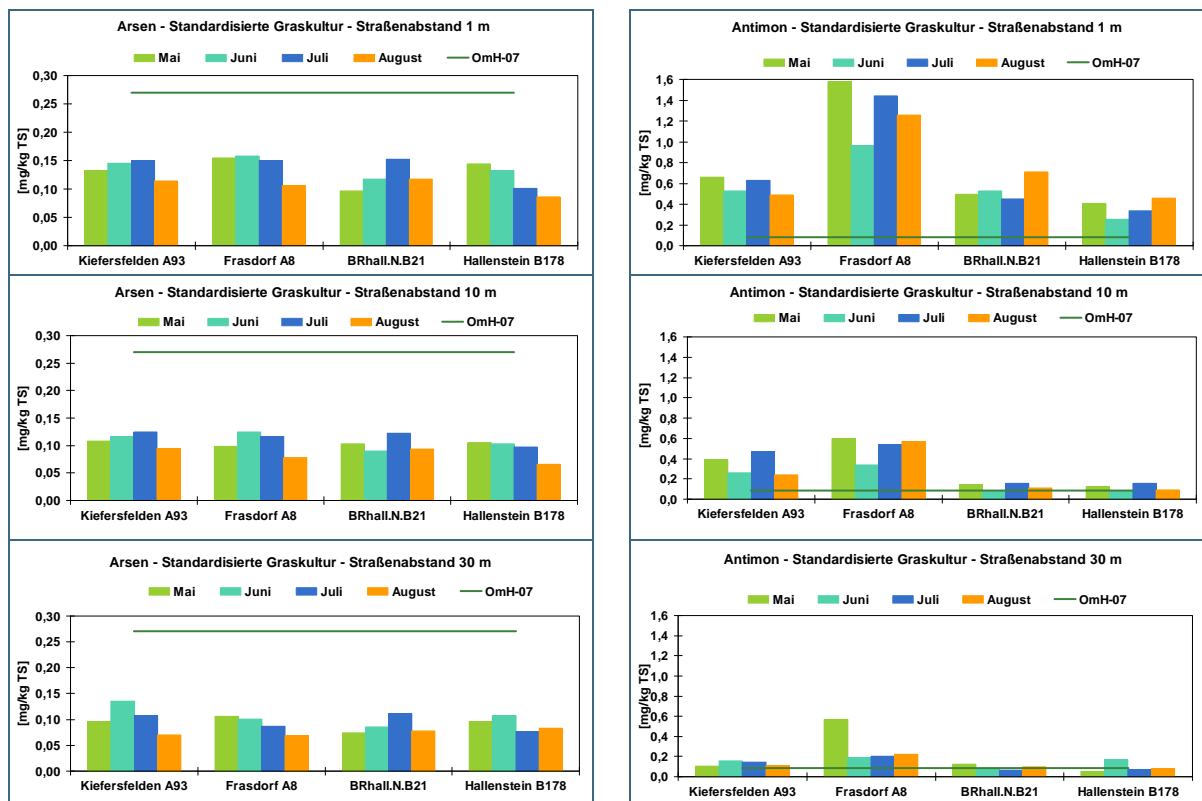 Arsen - Standardisierte Graskultur - Straßenabstand 1 m
Mai Juni Juli August OmH-07
[mg/kg TS]
0,30
0,25
0,20
0,15
0,10
0,05
0,00
Kiefersfelden A93 Frasdorf A8 BRhall.N.B21 Hallenstein B178
Antimon - Standardisierte Graskultur - Straßenabstand 1 m
Mai Juni Juli August OmH-07
[mg/kg TS]
1,6
1,4
1,2
1,0
0,8
0,6
0,4
0,2
0,0
Kiefersfelden A93 Frasdorf A8 BRhall.N.B21 Hallenstein B178
Arsen - Standardisierte Graskultur - Straßenabstand 10 m
Mai Juni Juli August OmH-07
[mg/kg TS]
0,30
0,25
0,20
0,15
0,10
0,05
0,00
Kiefersfelden A93 Frasdorf A8 BRhall.N.B21 Hallenstein B178
Antimon - Standardisierte Graskultur - Straßenabstand 10 m
Mai Juni Juli August OmH-07
[mg/kg TS]
1,6
1,4
1,2
1,0
0,8
0,6
0,4
0,2
0,0
Kiefersfelden A93 Frasdorf A8 BRhall.N.B21 Hallenstein B178
Arsen - Standardisierte Graskultur - Straßenabstand 30 m
Mai Juni Juli August OmH-07
[mg/kg TS]
0,30
0,25
0,20
0,15
0,10
0,05
0,00
Kiefersfelden A93 Frasdorf A8 BRhall.N.B21 Hallenstein B178
Antimon - Standardisierte Graskultur - Straßenabstand 30 m
Mai Juni Juli August OmH-07
[mg/kg TS]
1,6
1,4
1,2
1,0
0,8
0,6
0,4
0,2
0,0
Kiefersfelden A93 Frasdorf A8 BRhall.N.B21 Hallenstein B178